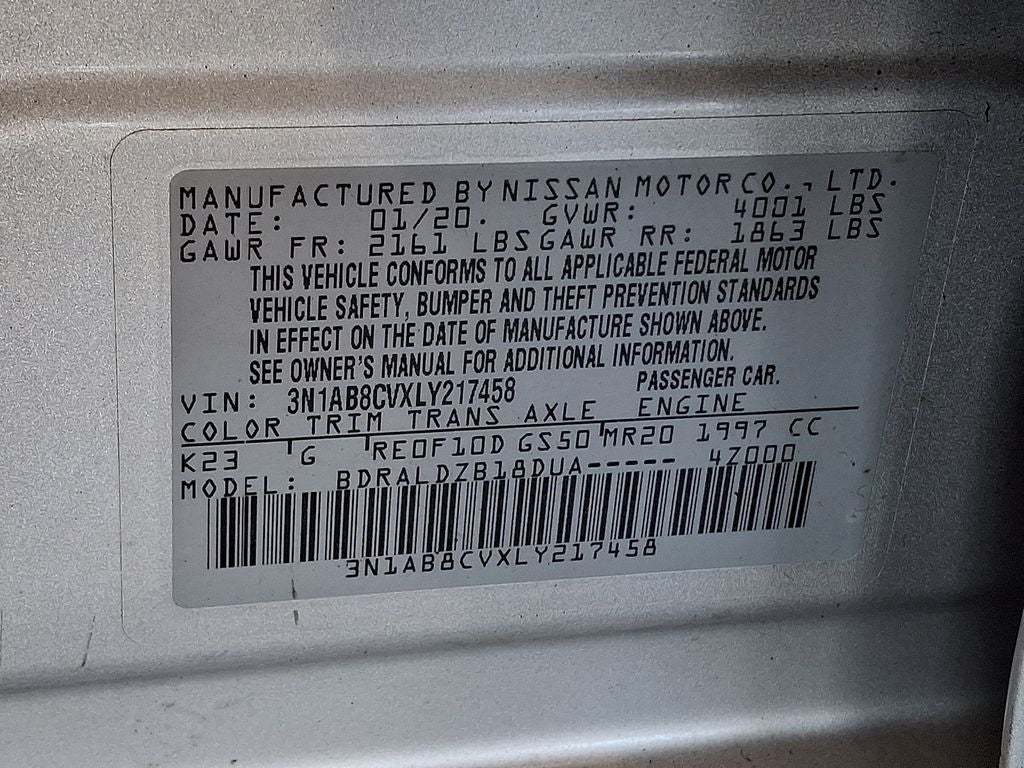 MANUFACTURED BY NISSAN MOTOR CO., LTD.
DATE: 01/20. GVWR: 4001 LBS
GAWR FR: 2161 LBS GAWR RR: 1863 LBS
THIS VEHICLE CONFORMS TO ALL APPLICABLE FEDERAL MOTOR
VEHICLE SAFETY, BUMPER AND THEFT PREVENTION STANDARDS
IN EFFECT ON THE DATE OF MANUFACTURE SHOWN ABOVE.
SEE OWNER'S MANUAL FOR ADDITIONAL INFORMATION.
VIN: 3N1AB8CVXLY217458 PASSENGER CAR.
COLOR TRIM TRANS AXLE ENGINE
K23 G RE0F10D GS50 MR20 1997 CC
MODEL: BDRALDZB18DUA----- 4Z000
3N1AB8CVXLY217458